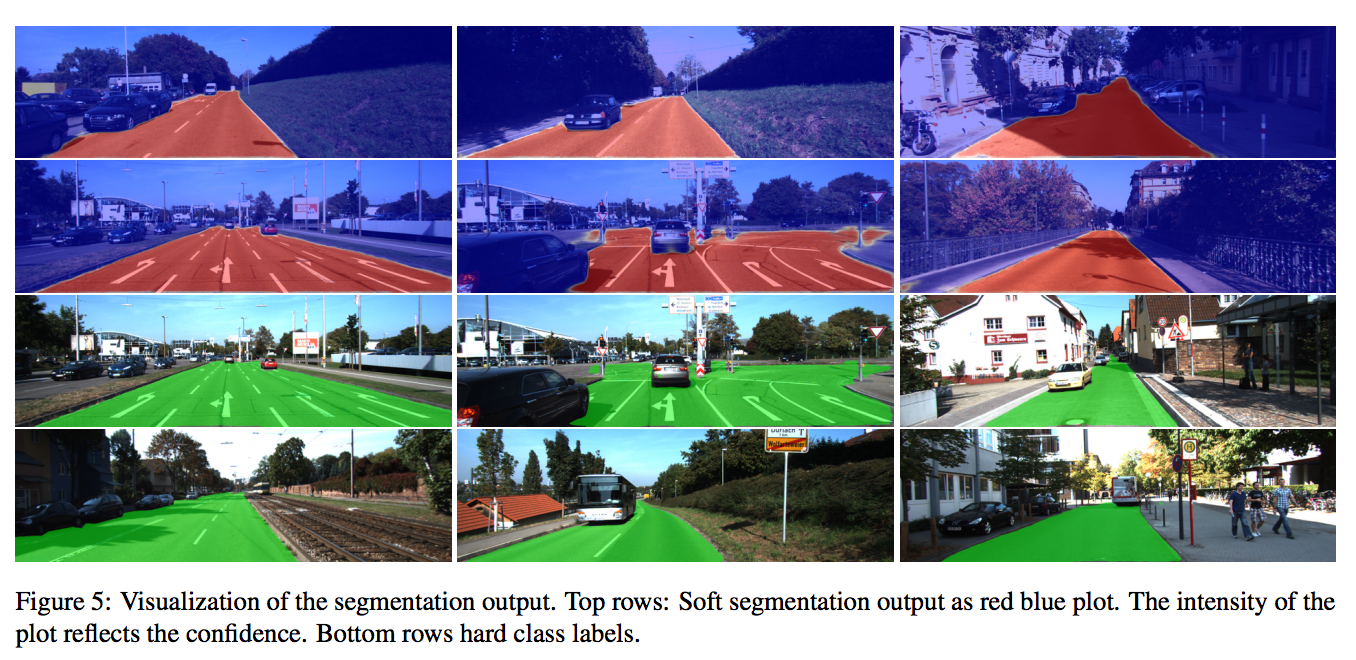 Durlach
Figure 5: Visualization of the segmentation output. Top rows: Soft segmentation output as red blue plot. The intensity of the
plot reflects the confidence. Bottom rows hard class labels.